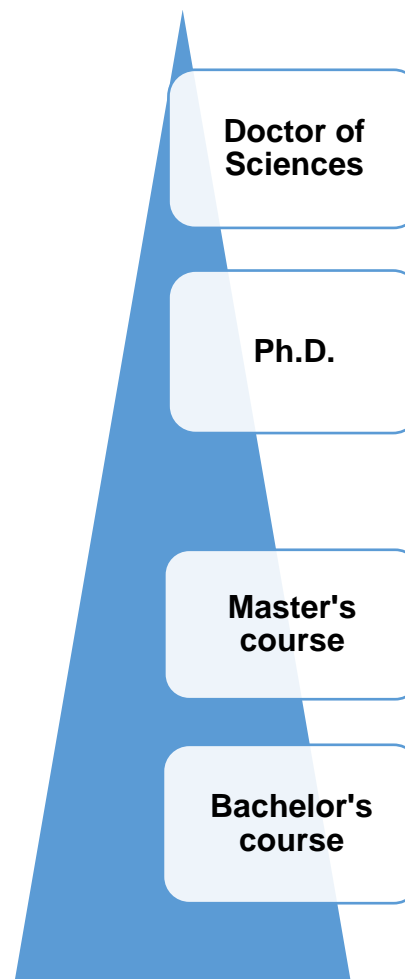 Doctor of
Sciences
Ph.D.
Master's
course
Bachelor's
course